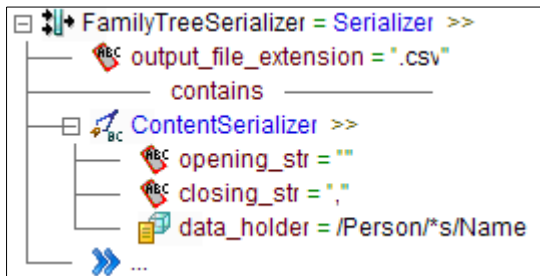 FamilyTreeSerializer = Serializer >>
output_file_extension = ".csv"
contains
ContentSerializer >>
opening_str = ""
closing_str = ","
data_holder = /Person/*s/Name
...